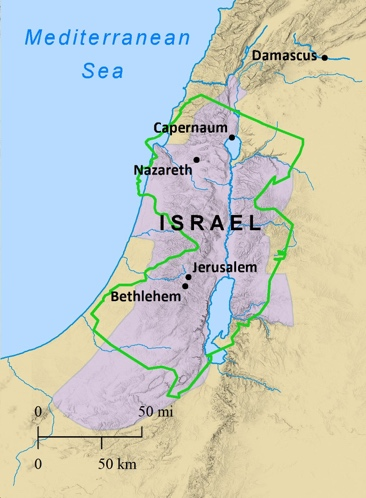 Mediterranean
Sea
Damascus
Capernaum
Nazareth
ISRAEL
Jerusalem
Bethlehem
0 50 mi
0 50 km